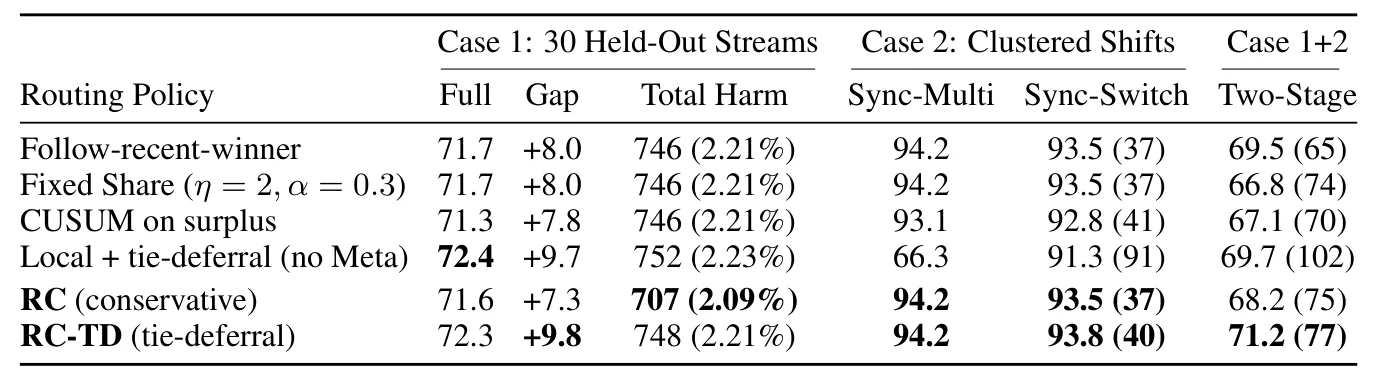 Case 1: 30 Held-Out Streams Case 2: Clustered Shifts Case 1+2
Routing Policy Full Gap Total Harm Sync-Multi Sync-Switch Two-Stage
Follow-recent-winner 71.7 +8.0 746 (2.21%) 94.2 93.5 (37) 69.5 (65)
Fixed Share (η = 2, α = 0.3) 71.7 +8.0 746 (2.21%) 94.2 93.5 (37) 66.8 (74)
CUSUM on surplus 71.3 +7.8 746 (2.21%) 93.1 92.8 (41) 67.1 (70)
Local + tie-deferral (no Meta) 72.4 +9.7 752 (2.23%) 66.3 91.3 (91) 69.7 (102)
RC (conservative) 71.6 +7.3 707 (2.09%) 94.2 93.5 (37) 68.2 (75)
RC-TD (tie-deferral) 72.3 +9.8 748 (2.21%) 94.2 93.8 (40) 71.2 (77)